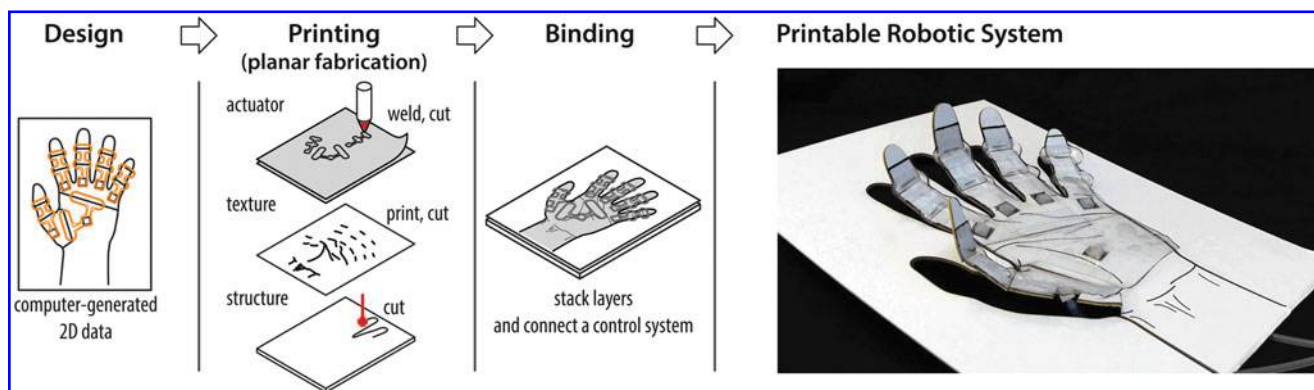 Design
Printing
(planar fabrication)
Binding
Printable Robotic System
computer-generated
2D data
actuator
weld, cut
texture
print, cut
structure
cut
stack layers
and connect a control system